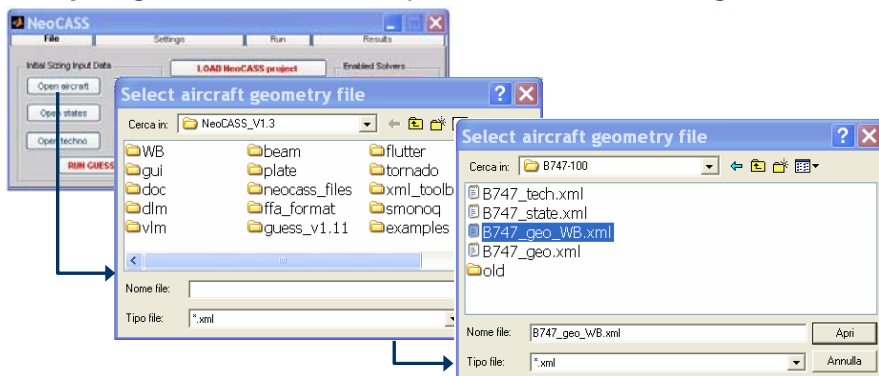 NeoCASS
File Settings Run Results
Initial Sizing Input Data
LOAD NeoCASS project
Enabled Solvers
Open aircraft
Open states
Open techno
RUN GUESS
Select aircraft geometry file
Cerca in: NeoCASS_V1.3
WB beam flutter
gui plate tornado
doc neocass_files xml_toolb
dlm ffa_format smonoq
vlm guess_v1.11 examples
Nome file:
Tipo file: *.xml
Select aircraft geometry file
Cerca in: B747-100
B747_tech.xml
B747_state.xml
B747_geo_WB.xml
B747_geo.xml
old
Nome file: B747_geo_WB.xml Apri
Tipo file: *.xml Annulla